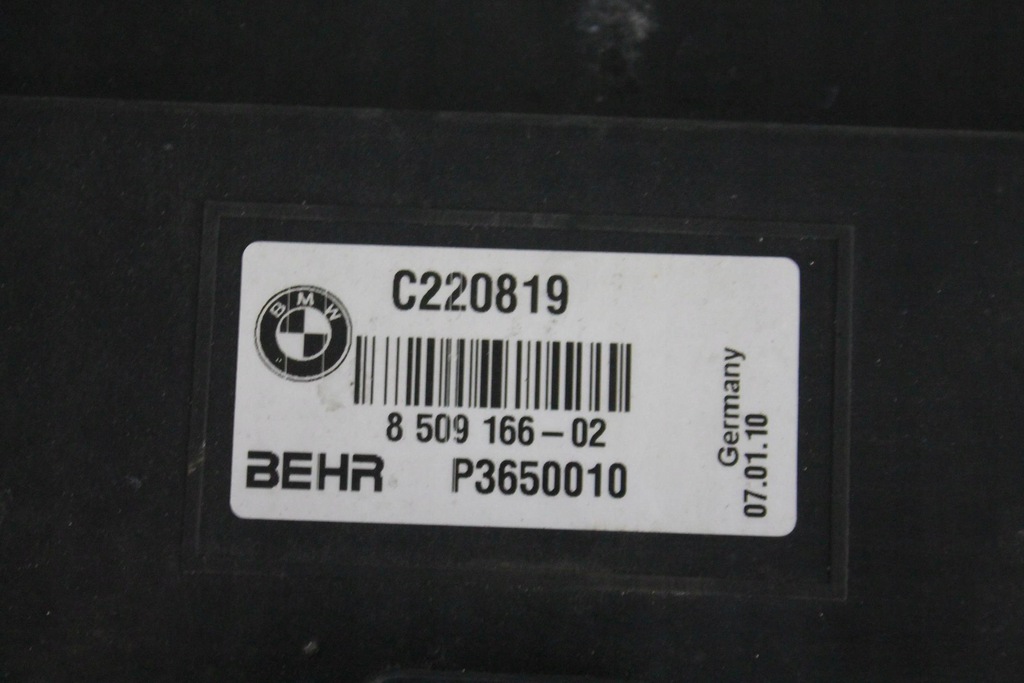 C220819
BMW
8 509 166-02
BEHR P3650010
Germany
07.01.10